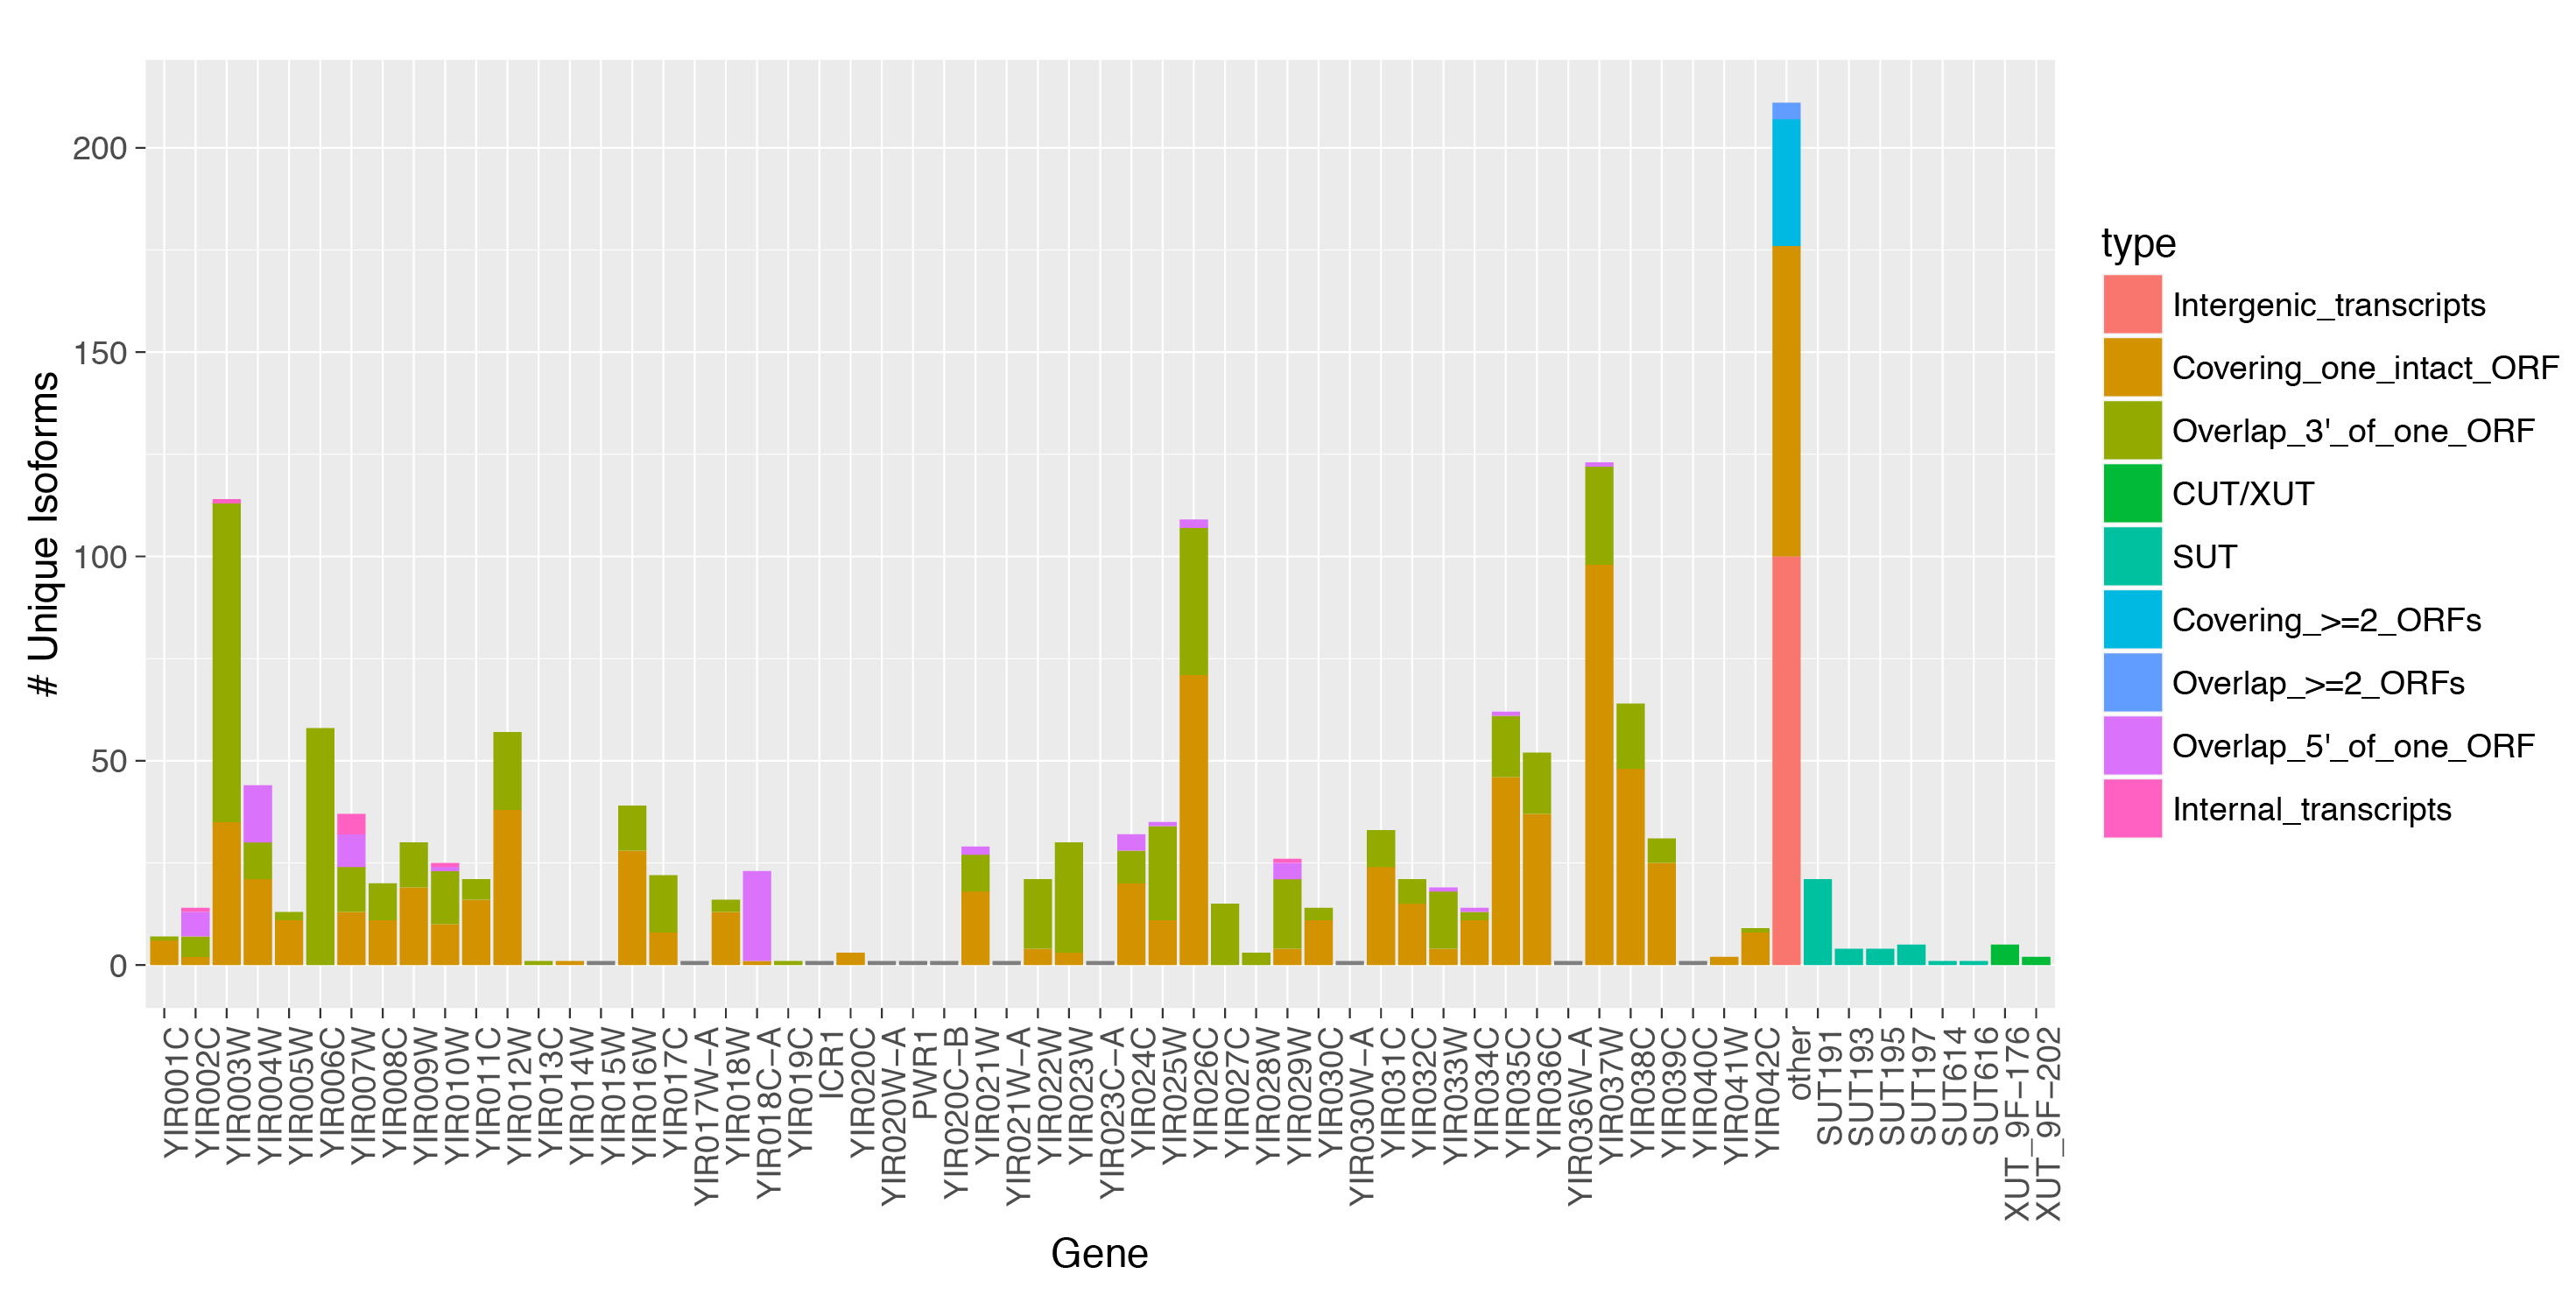 200
150
100
50
0
# Unique Isoforms
YIR001C
YIR002C
YIR003W
YIR004W
YIR005W
YIR006C
YIR007W
YIR008C
YIR009W
YIR010W
YIR011C
YIR012W
YIR013C
YIR014W
YIR015W
YIR016W
YIR017C
YIR017W−A
YIR018W
YIR018C−A
YIR019C
ICR1
YIR020C
YIR020W−A
PWR1
YIR020C−B
YIR021W
YIR021W−A
YIR022W
YIR023W
YIR023C−A
YIR024C
YIR025W
YIR026C
YIR027C
YIR028W
YIR029W
YIR030C
YIR030W−A
YIR031C
YIR032C
YIR033W
YIR034C
YIR035C
YIR036C
YIR036W−A
YIR037W
YIR038C
YIR039C
YIR040C
YIR041W
YIR042C
other
SUT191
SUT193
SUT195
SUT197
SUT614
SUT616
XUT_9F−176
XUT_9F−202
Gene
type
Intergenic_transcripts
Covering_one_intact_ORF
Overlap_3'_of_one_ORF
CUT/XUT
SUT
Covering_>=2_ORFs
Overlap_>=2_ORFs
Overlap_5'_of_one_ORF
Internal_transcripts